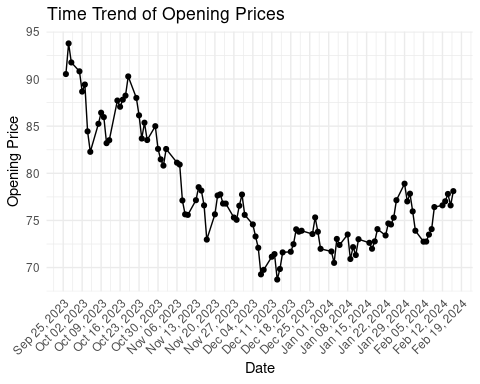 Time Trend of Opening Prices
Opening Price
95
90
85
80
75
70
Sep 25, 2023
Oct 02, 2023
Oct 09, 2023
Oct 16, 2023
Oct 23, 2023
Oct 30, 2023
Nov 06, 2023
Nov 13, 2023
Nov 20, 2023
Nov 27, 2023
Dec 04, 2023
Dec 11, 2023
Dec 18, 2023
Dec 25, 2023
Jan 01, 2024
Jan 08, 2024
Jan 15, 2024
Jan 22, 2024
Jan 29, 2024
Feb 05, 2024
Feb 12, 2024
Feb 19, 2024
Date